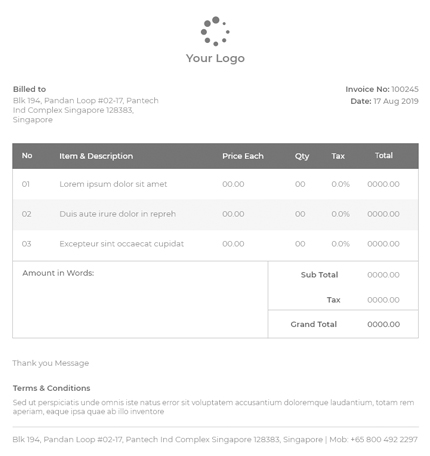 Your Logo
Billed to
Blk 194, Pandan Loop #02-17, Pantech
Ind Complex Singapore 128383,
Singapore
Invoice No: 100245
Date: 17 Aug 2019
No Item & Description Price Each Qty Tax Total
01 Lorem ipsum dolor sit amet 00.00 00 0.0% 0000.00
02 Duis aute irure dolor in repreh 00.00 00 0.0% 0000.00
03 Excepteur sint occaecat cupidat 00.00 00 0.0% 0000.00
Amount in Words:
Sub Total 0000.00
Tax 0000.00
Grand Total 0000.00
Thank you Message
Terms & Conditions
Sed ut perspiciatis unde omnis iste natus error sit voluptatem accusantium doloremque laudantium, totam rem
aperiam, eaque ipsa quae ab illo inventore
Blk 194, Pandan Loop #02-17, Pantech Ind Complex Singapore 128383, Singapore | Mob: +65 800 492 2297